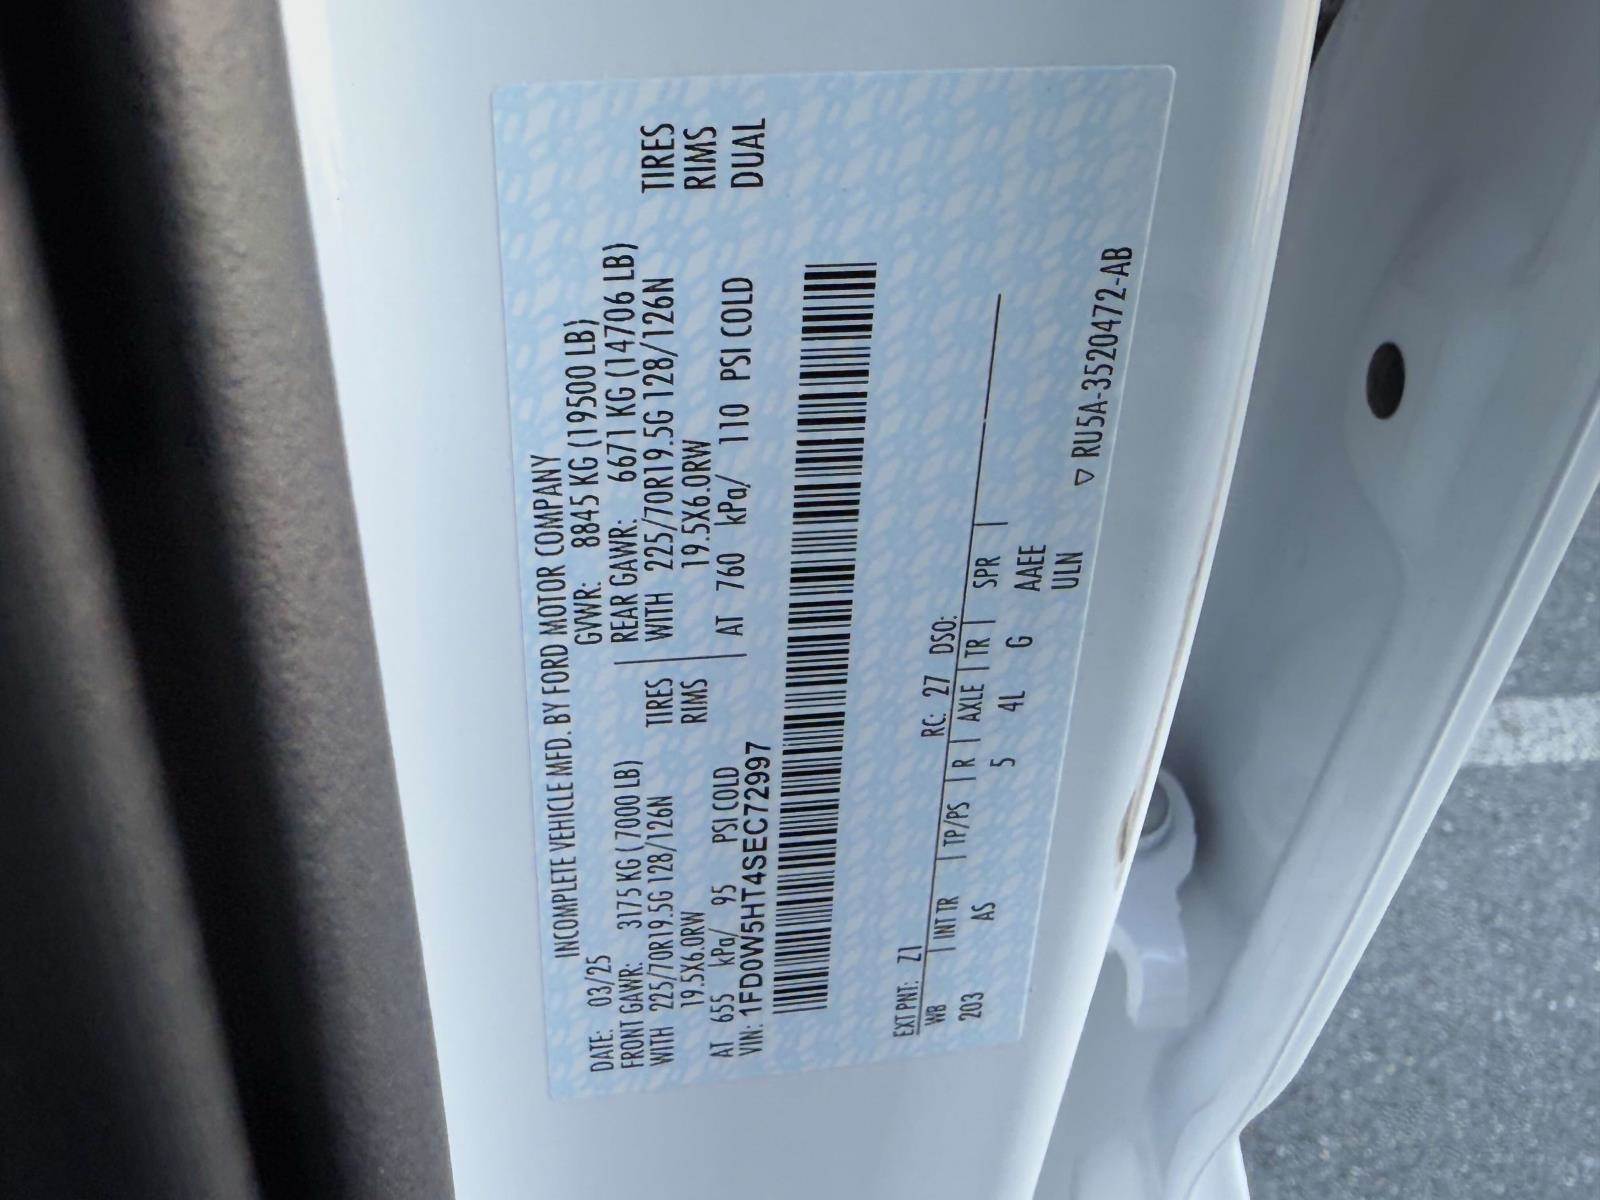 INCOMPLETE VEHICLE MFD. BY FORD MOTOR COMPANY
DATE: 03/25 GVWR: 8845 KG (19500 LB)
FRONT GAWR: 3175 KG ( 7000 LB) REAR GAWR: 6671 KG (14706 LB)
WITH 225/70R19.5G 128/126N TIRES WITH 225/70R19.5G 128/126N TIRES
19.5X6.0RW RIMS 19.5X6.0RW RIMS
AT 655 kPa/ 95 PSI COLD AT 760 kPa/ 110 PSI COLD DUAL
VIN: 1FD0W5HT4SEC72997
EXT PNT: Z1 RC: 27 DSO:
WB INT TR TP/PS R AXLE TR SPR
203 AS 5 4L G AAEE
ULN
▽ RU5A-3520472-AB